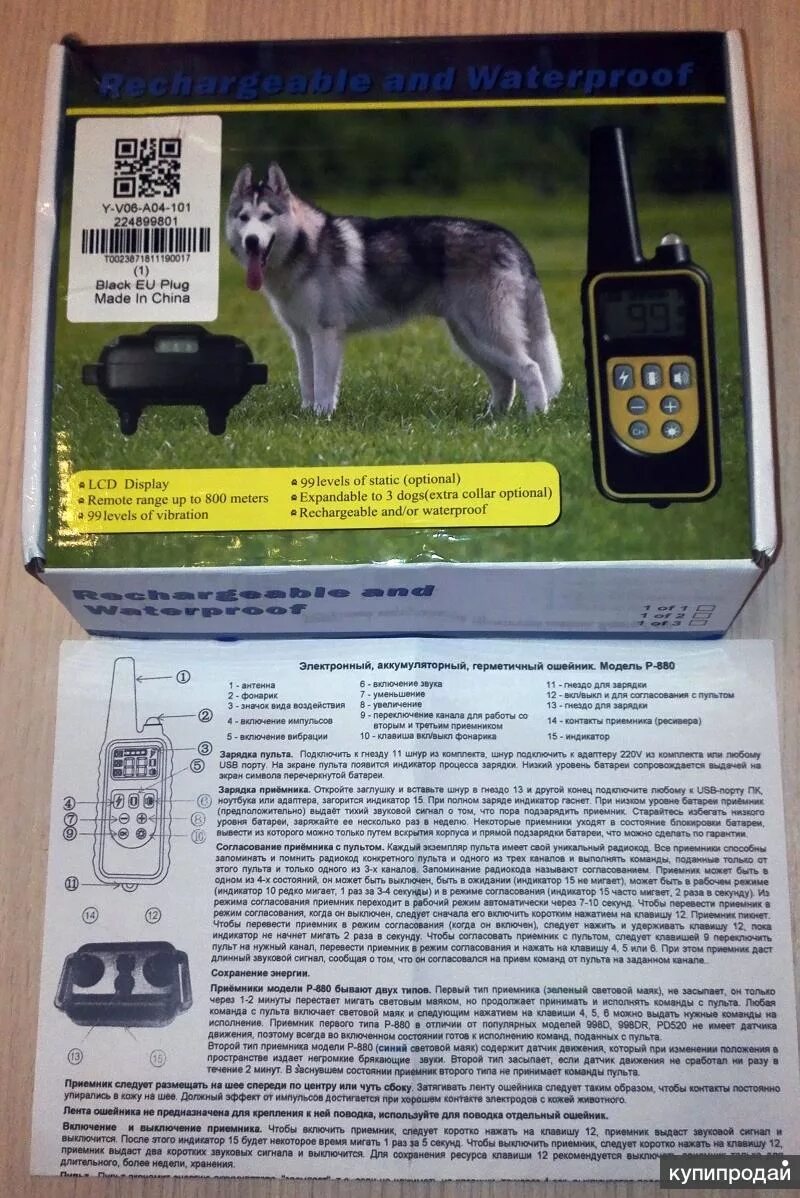 Rechargeable and Waterproof
Y-V06-A04-101
224899801
T0023871811190017
(1)
Black EU Plug
Made In China
99
CH
LCD Display
Remote range up to 800 meters
99 levels of vibration
99 levels of static (optional)
Expandable to 3 dogs(extra collar optional)
Rechargeable and/or waterproof
Rechargeable and
Waterproof
1 of 1
1 of 2
1 of 3
Электронный, аккумуляторный, герметичный ошейник. Модель P-880
1 - антенна
2 - фонарик
3 - значок вида воздействия
4 - включение импульсов
5 - включение вибрации
6 - включение звука
7 - уменьшение
8 - увеличение
9 - переключение канала для работы со
вторым и третьим приемником
10 - клавиша вкл/выкл фонарика
11 - гнездо для зарядки
12 - вкл/выкл и для согласования с пультом
13 - гнездо для зарядки
14 - контакты приемника (ресивера)
15 - индикатор
1
2
3
5
4
6
7
8
9
10
11
14
12
13
15
Зарядка пульта. Подключить к гнезду 11 шнур из комплекта, шнур подключить к адаптеру 220V из комплекта или любому
USB порту. На экране пульта появится индикатор процесса зарядки. Низкий уровень батареи сопровождается выдачей на
экран символа перечеркнутой батареи.
Зарядка приёмника. Откройте заглушку и вставьте шнур в гнездо 13 и другой конец подключите любому к USB-порту ПК,
ноутбука или адаптера, загорится индикатор 15. При полном заряде индикатор гаснет. При низком уровне батареи приёмник
(предположительно) выдаёт тихий звуковой сигнал о том, что пора подзарядить приемник. Старайтесь избегать низкого
уровня батареи, заряжайте ее несколько раз в неделю. Некоторые приемники уходят в состояние блокировки батареи,
вывести из которого можно только путем вскрытия корпуса и прямой подзарядки батареи, что можно сделать по гарантии.
Согласование приёмника с пультом. Каждый экземпляр пульта имеет свой уникальный радиокод. Все приемники способны
запоминать и помнить радиокод конкретного пульта и одного из трех каналов и выполнять команды, поданные только от
этого пульта и только одного из 3-х каналов. Запоминание радиокода называют согласованием. Приемник может быть в
одном из 4-х состояний, он может быть выключен, быть в ожидании (индикатор 15 не мигает), может быть в рабочем режиме
(индикатор 10 редко мигает, 1 раз за 3-4 секунды) и в режиме согласования (индикатор 15 часто мигает, 2 раза в секунду). Из
режима согласования приемник переходит в рабочий режим автоматически через 7-10 секунд. Чтобы перевести приемник в
режим согласования, когда он выключен, следует сначала его включить коротким нажатием на клавишу 12. Приемник пикнет.
Чтобы перевести приемник в режим согласования (когда он включен), следует нажать и удерживать клавишу 12, пока
индикатор не начнет мигать 2 раза в секунду. Чтобы согласовать приемник с пультом, следует клавишей 9 переключить
пульт на нужный канал, перевести приемник в режим согласования и нажать на клавишу 4, 5 или 6. При этом приемник даст
длинный звуковой сигнал, сообщая о том, что он согласовался на прием команд от пульта на заданном канале.
Сохранение энергии.
Приёмники модели P-880 бывают двух типов. Первый тип приемника (зеленый световой маяк), не засыпает, он только
через 1-2 минуты перестает мигать световым маяком, но продолжает принимать и исполнять команды с пульта. Любая
команда с пульта включает световой маяк и следующим нажатием на клавиши 4, 5, 6 можно выдать нужные команды на
исполнение. Приемник первого типа P-880 в отличии от популярных моделей 998D, 998DR, PD520 не имеет датчика
движения, поэтому всегда во включенном состоянии готов к исполнению команд, поданных с пульта.
Второй тип приемника модели P-880 (синий световой маяк) содержит датчик движения, который при изменении положения в
пространстве издает негромкие брякающие звуки. Второй тип засыпает, если датчик движения не сработал ни разу в
течение 2 минут. В заснувшем состоянии приемник второго типа не принимает команды пульта.
Приемник следует размещать на шее спереди по центру или чуть сбоку. Затягивать ленту ошейника следует таким образом, чтобы контакты постоянно
упирались в кожу на шее. Должный эффект от импульсов достигается при хорошем контакте электродов с кожей животного.
Лента ошейника не предназначена для крепления к ней поводка, используйте для поводка отдельный ошейник.
Включение и выключение приемника. Чтобы включить приемник, следует коротко нажать на клавишу 12, приемник выдаст звуковой сигнал и
включится. После этого индикатор 15 будет некоторое время мигать 1 раз за 5 секунд. Чтобы выключить приемник, следует коротко нажать на клавишу 12,
приемник выдаст два коротких звуковых сигнала и выключится. Для сохранения ресурса клавиши 12 рекомендуется выключать приемник только для
длительного, более недели, хранения.
купипродай